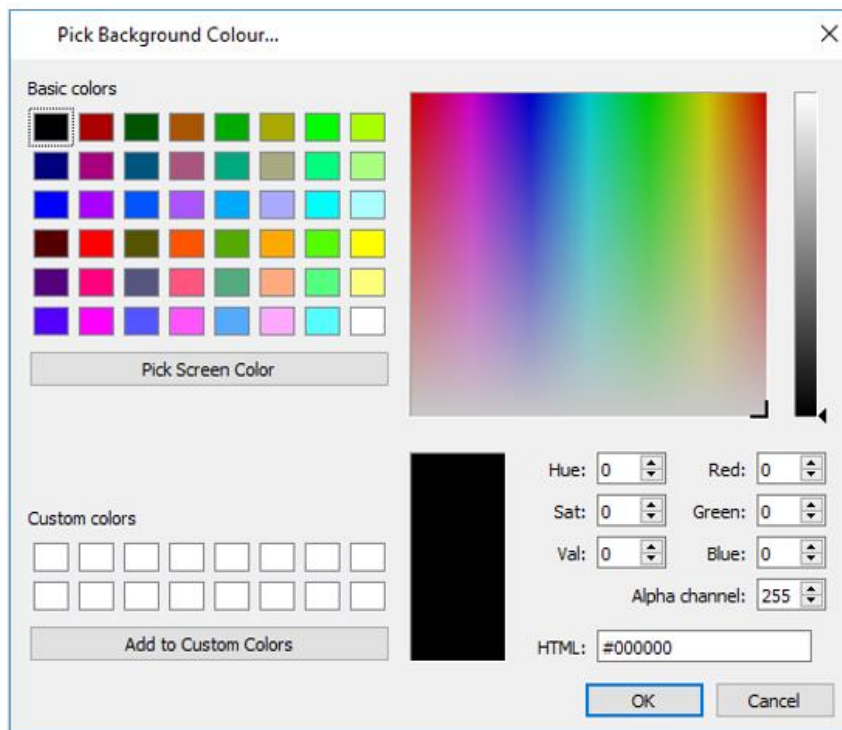 Pick Background Colour...
Basic colors
Pick Screen Color
Custom colors
Add to Custom Colors
Hue: 0 Red: 0
Sat: 0 Green: 0
Val: 0 Blue: 0
Alpha channel: 255
HTML: #000000
OK Cancel